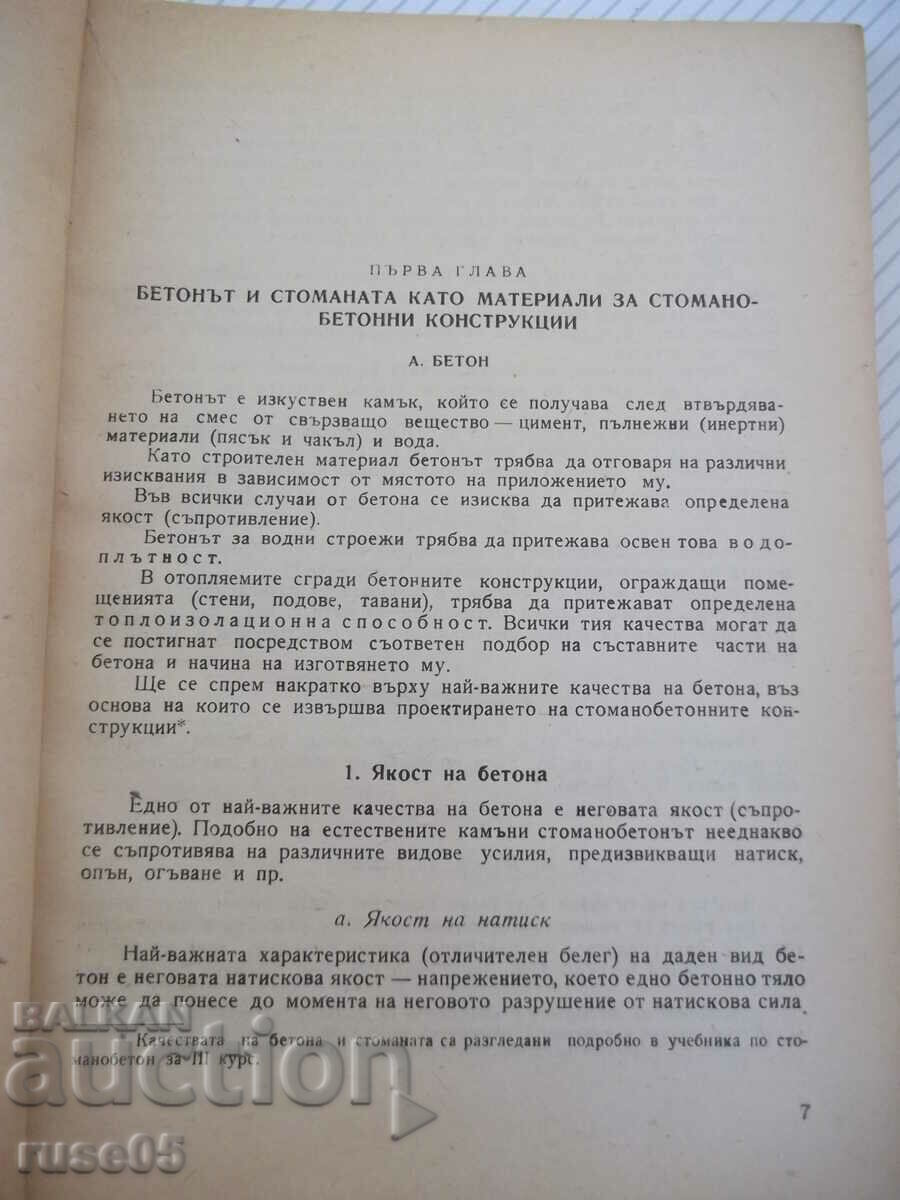 ПЪРВА ГЛАВА
БЕТОНЪТ И СТОМАНАТА КАТО МАТЕРИАЛИ ЗА СТОМАНО-
БЕТОННИ КОНСТРУКЦИИ
А. БЕТОН
Бетонът е изкуствен камък, който се получава след втвърдява-
нето на смес от свързващо вещество — цимент, пълнежни (инертни)
материали (пясък и чакъл) и вода.
Като строителен материал бетонът трябва да отговаря на различни
изисквания в зависимост от мястото на приложението му.
Във всички случаи от бетона се изисква да притежава определена
якост (съпротивление).
Бетонът за водни строежи трябва да притежава освен това водо-
плътност.
В отопляемите сгради бетонните конструкции, ограждащи поме-
щенията (стени, подове, тавани), трябва да притежават определена
топлоизолационна способност. Всички тия качества могат да
се постигнат посредством съответен подбор на съставните части на
бетона и начина на изготвянето му.
Ще се спрем накратко върху най-важните качества на бетона, въз
основа на които се извършва проектирането на стоманобетонните кон-
струкции*.
1. Якост на бетона
Едно от най-важните качества на бетона е неговата якост (съпро-
тивление). Подобно на естествените камъни стоманобетонът нееднакво
се съпротивява на различните видове усилия, предизвикващи натиск,
опън, огъване и пр.
а. Якост на натиск
Най-важната характеристика (отличителен белег) на даден вид бе-
тон е неговата натискова якост — напрежението, което едно бетонно тяло
може да понесе до момента на неговото разрушение от натискова сила
Качествата на бетона и стоманата са разгледани подробно в учебника по сто-
манобетон за III курс.
7
BALKAN
auction
ruse05